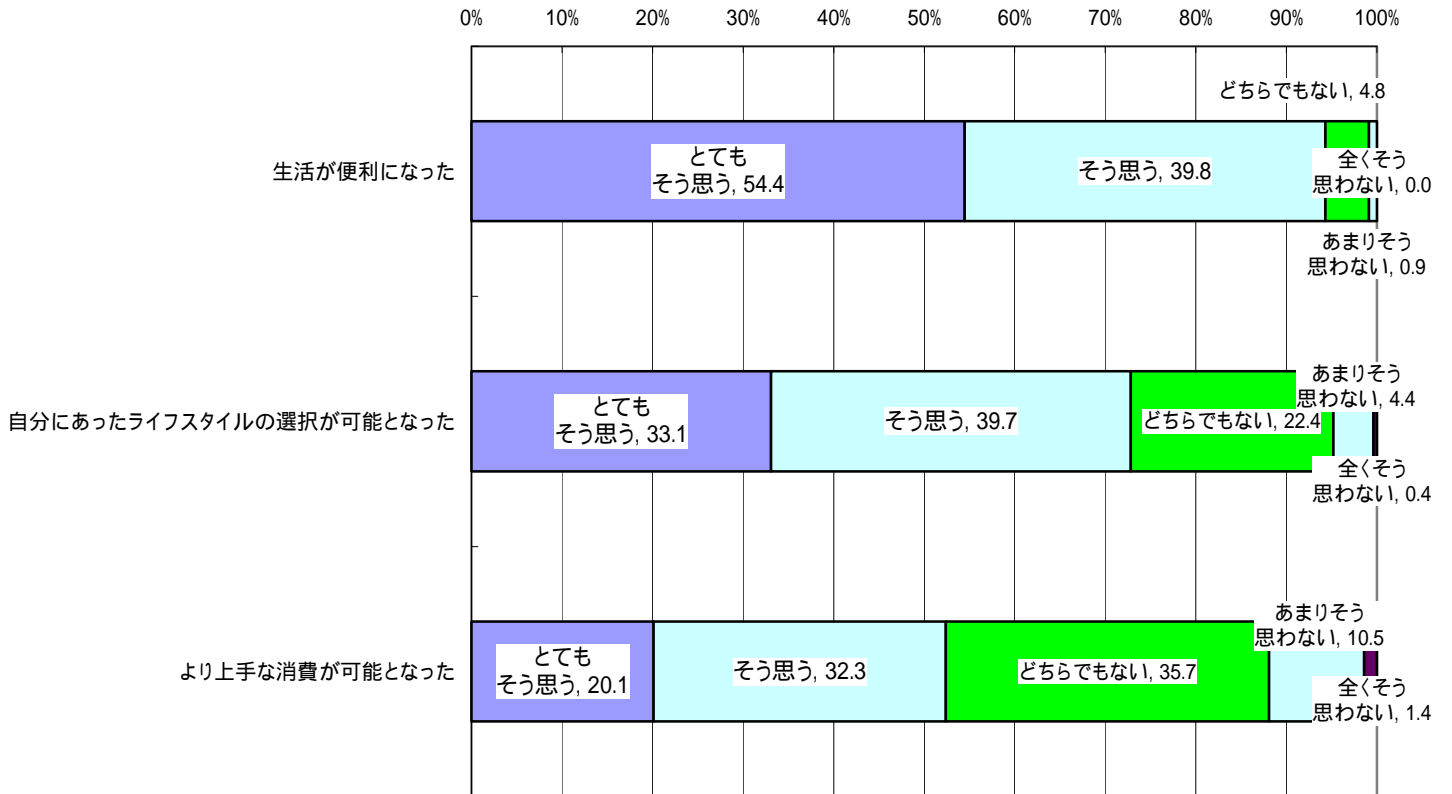 0% 10% 20% 30% 40% 50% 60% 70% 80% 90% 100%
どちらでもない, 4.8
生活が便利になった
とても
そう思う, 54.4
そう思う, 39.8
全くそう
思わない, 0.0
あまりそう
思わない, 0.9
自分にあったライフスタイルの選択が可能となった
とても
そう思う, 33.1
そう思う, 39.7
どちらでもない, 22.4
あまりそう
思わない, 4.4
全くそう
思わない, 0.4
より上手な消費が可能となった
とても
そう思う, 20.1
そう思う, 32.3
どちらでもない, 35.7
あまりそう
思わない, 10.5
全くそう
思わない, 1.4